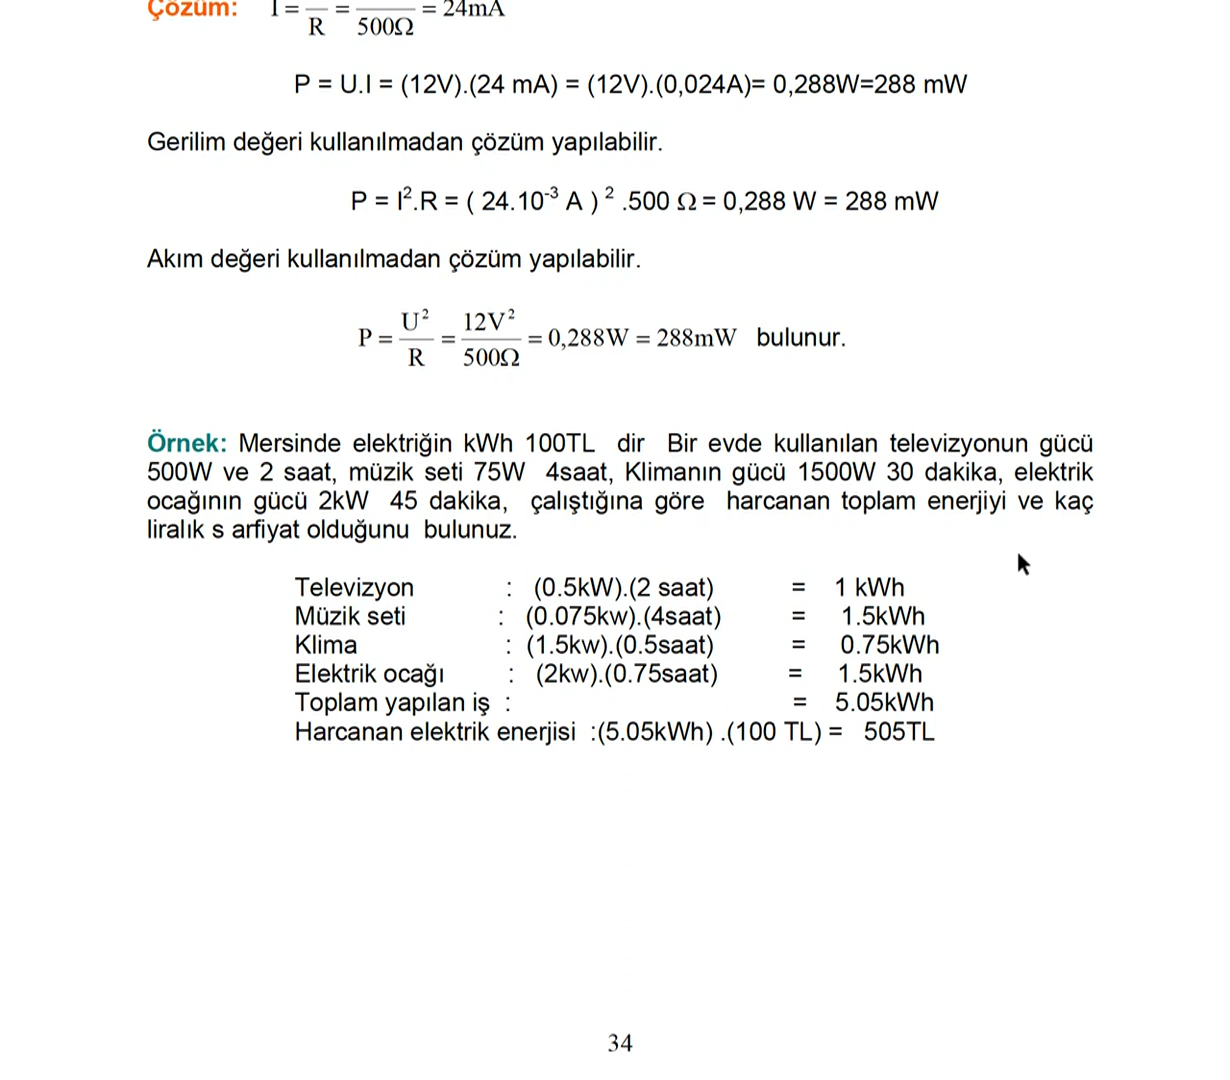 Çözüm: I = — = — = 24mA
R 500Ω
P = U.I = (12V).(24 mA) = (12V).(0,024A)= 0,288W=288 mW
Gerilim değeri kullanılmadan çözüm yapılabilir.
P = I².R = ( 24.10⁻³ A ) ² .500 Ω = 0,288 W = 288 mW
Akım değeri kullanılmadan çözüm yapılabilir.
P = U²/R = 12V²/500Ω = 0,288W = 288mW bulunur.
Örnek: Mersinde elektriğin kWh 100TL dir Bir evde kullanılan televizyonun gücü
500W ve 2 saat, müzik seti 75W 4saat, Klimanın gücü 1500W 30 dakika, elektrik
ocağının gücü 2kW 45 dakika, çalıştığına göre harcanan toplam enerjiyi ve kaç
liralık s arfiyat olduğunu bulunuz.
Televizyon : (0.5kW).(2 saat) = 1 kWh
Müzik seti : (0.075kw).(4saat) = 1.5kWh
Klima : (1.5kw).(0.5saat) = 0.75kWh
Elektrik ocağı : (2kw).(0.75saat) = 1.5kWh
Toplam yapılan iş : = 5.05kWh
Harcanan elektrik enerjisi :(5.05kWh) .(100 TL) = 505TL
34